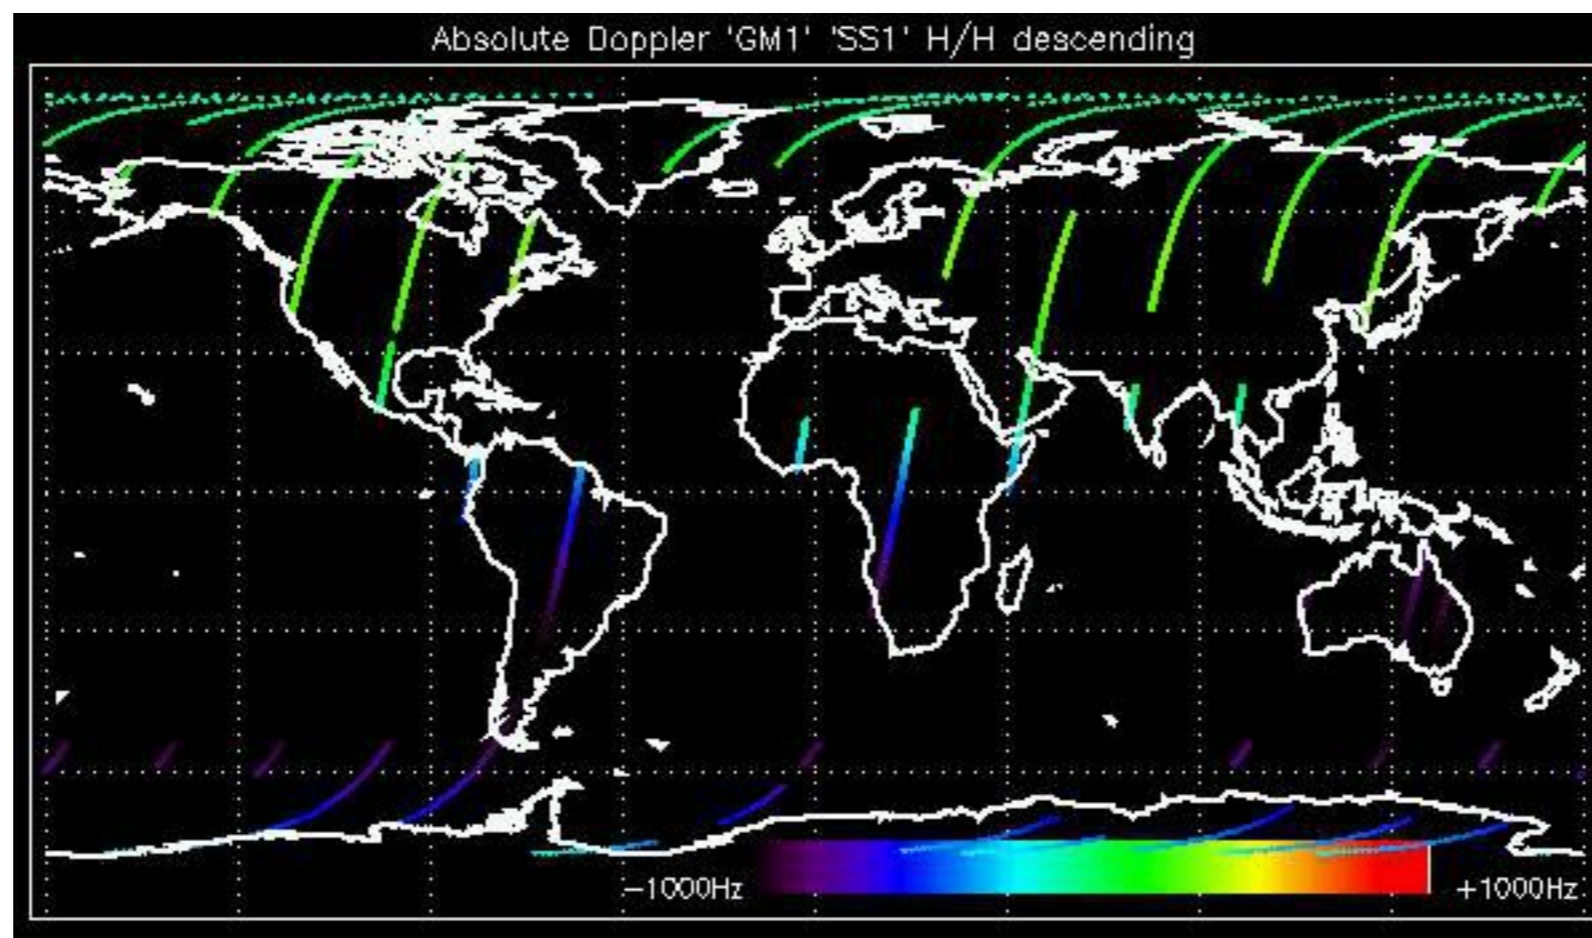 Absolute Doppler 'GM1' 'SS1' H/H descending
-1000Hz +1000Hz